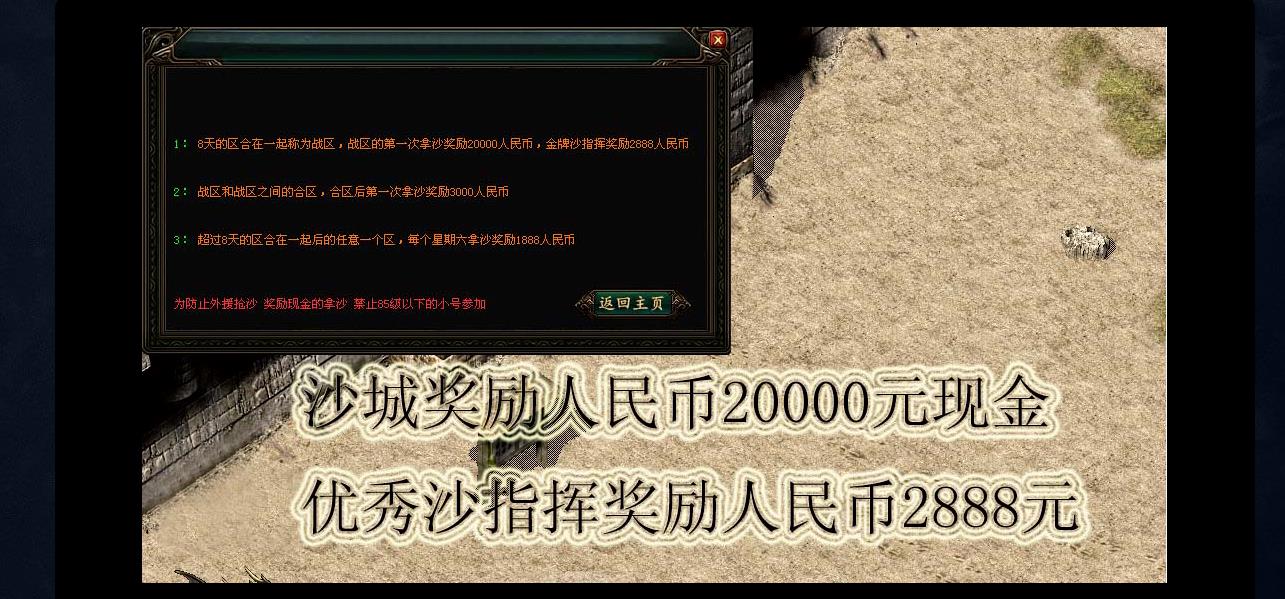 1： 8天的区合在一起称为战区，战区的第一次拿沙奖励20000人民币，金牌沙指挥奖励2888人民币
2： 战区和战区之间的合区，合区后第一次拿沙奖励3000人民币
3： 超过8天的区合在一起后的任意一个区，每个星期六拿沙奖励1888人民币
为防止外援抢沙 奖励现金的拿沙 禁止85级以下的小号参加
返回主页
沙城奖励人民币20000元现金
优秀沙指挥奖励人民币2888元